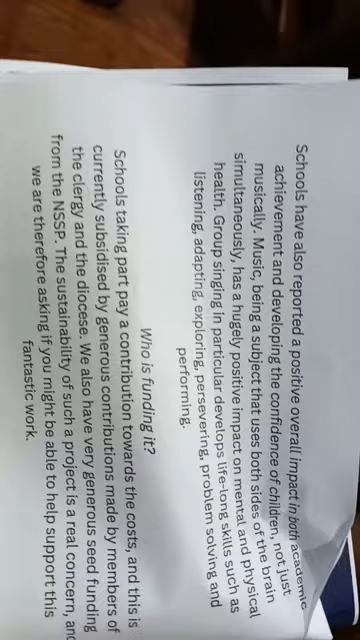 Schools have also reported a positive overall impact in both academic
achievement and developing the confidence of children, not just
musically. Music, being a subject that uses both sides of the brain
simultaneously, has a hugely positive impact on mental and physical
health. Group singing in particular develops life-long skills such as
listening, adapting, exploring, persevering, problem solving and
performing.
Who is funding it?
Schools taking part pay a contribution towards the costs, and this is
currently subsidised by generous contributions made by members of
the clergy and the diocese. We also have very generous seed funding
from the NSSP. The sustainability of such a project is a real concern, and
we are therefore asking if you might be able to help support this
fantastic work.